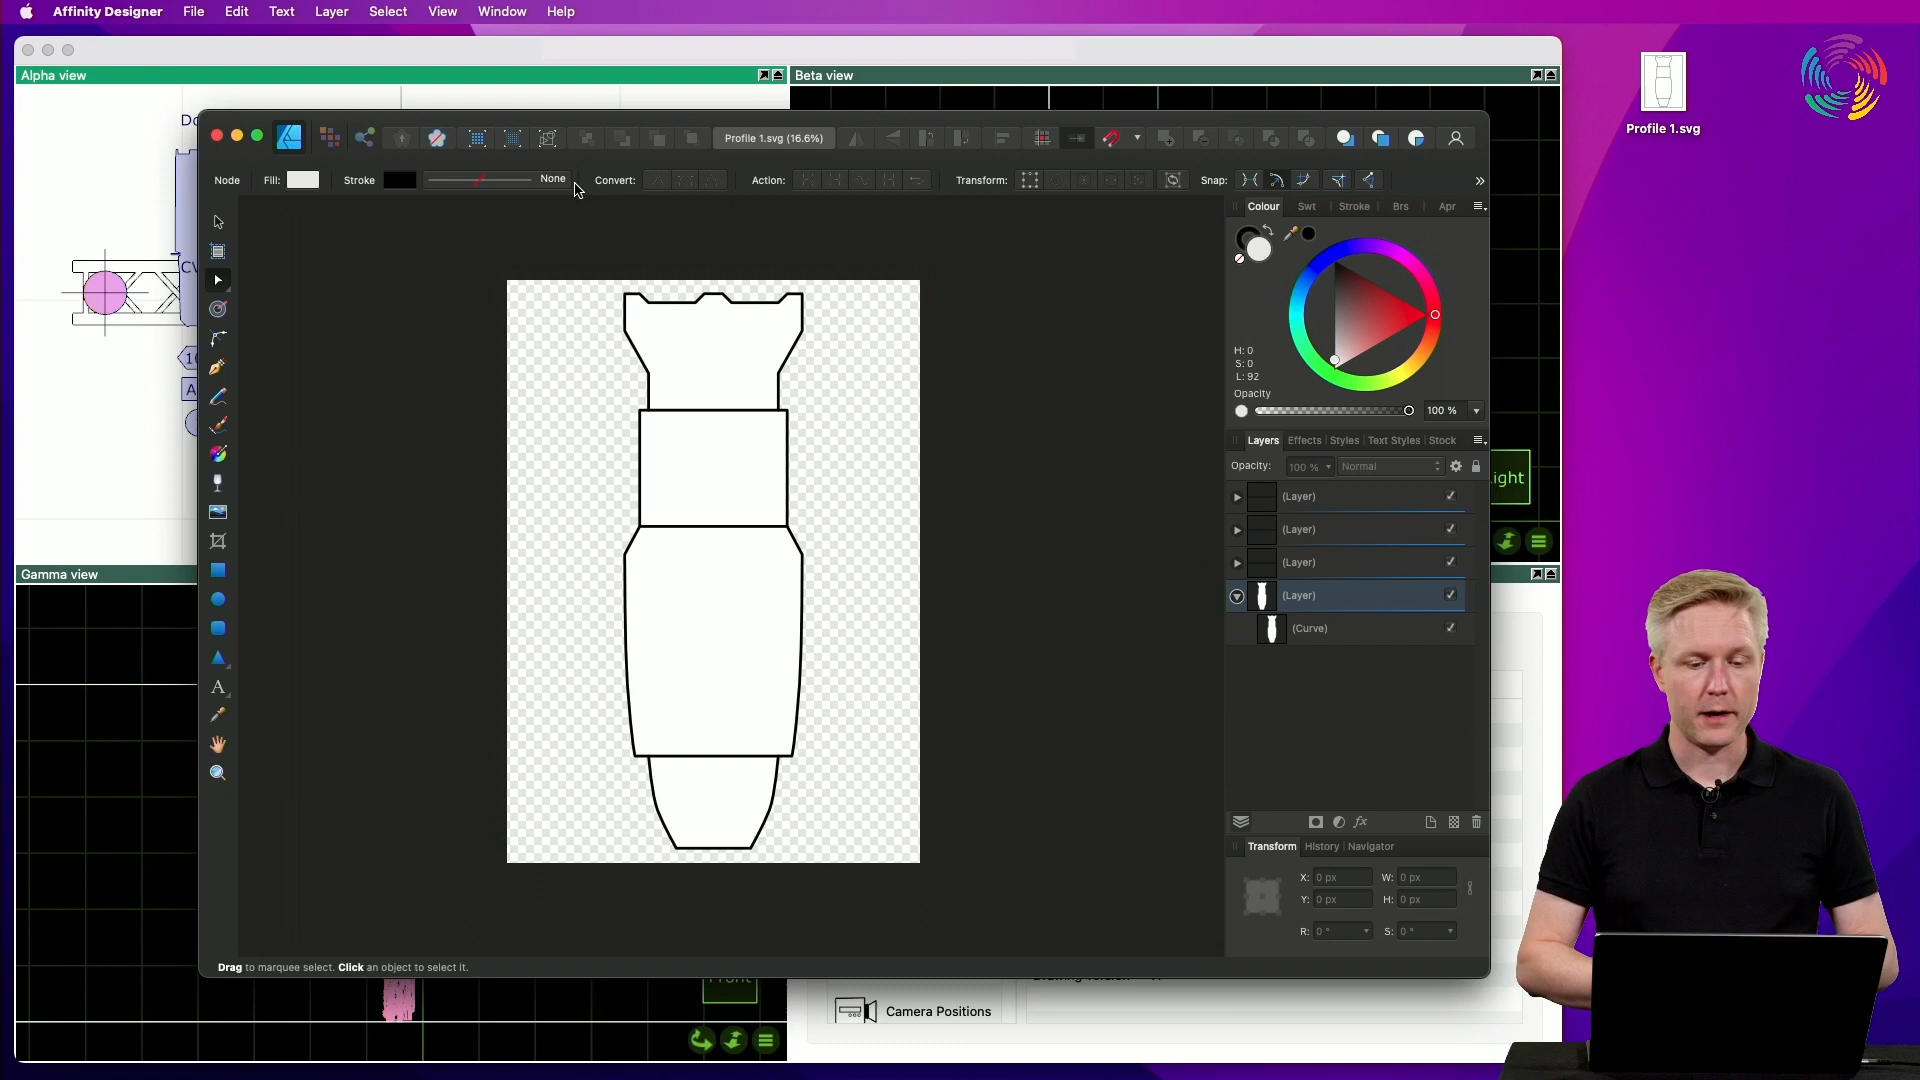 Affinity Designer File Edit Text Layer Select View Window Help
Alpha view
Beta view
Profile 1.svg (16.6%)
Profile 1.svg
Node Fill: Stroke None Convert: Action: Transform: Snap:
Colour Swt Stroke Brs Apr
H: 0
S: 0
L: 92
Opacity
100 %
Layers Effects Styles Text Styles Stock
Opacity: 100 % Normal
(Layer)
(Layer)
(Layer)
(Layer)
(Curve)
ight
Gamma view
Transform History Navigator
X: 0 px W: 0 px
Y: 0 px H: 0 px
R: 0 ° S: 0 °
Drag to marquee select. Click an object to select it.
Front
Camera Positions